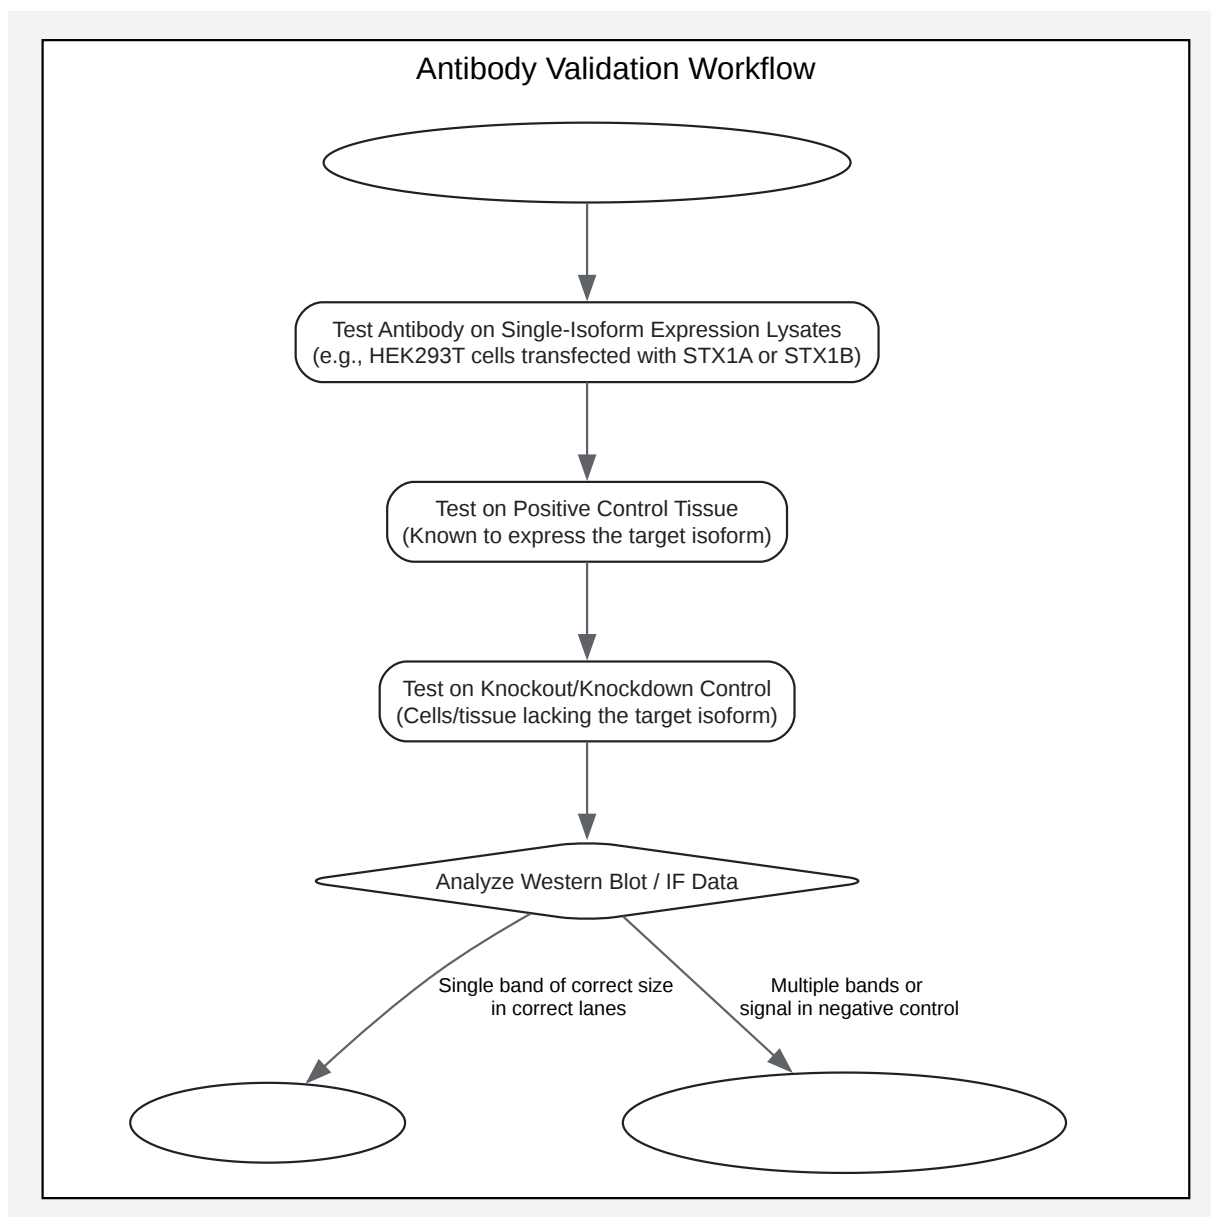 Antibody Validation Workflow
Test Antibody on Single-Isoform Expression Lysates
(e.g., HEK293T cells transfected with STX1A or STX1B)
Test on Positive Control Tissue
(Known to express the target isoform)
Test on Knockout/Knockdown Control
(Cells/tissue lacking the target isoform)
Analyze Western Blot / IF Data
Single band of correct size
in correct lanes
Multiple bands or
signal in negative control